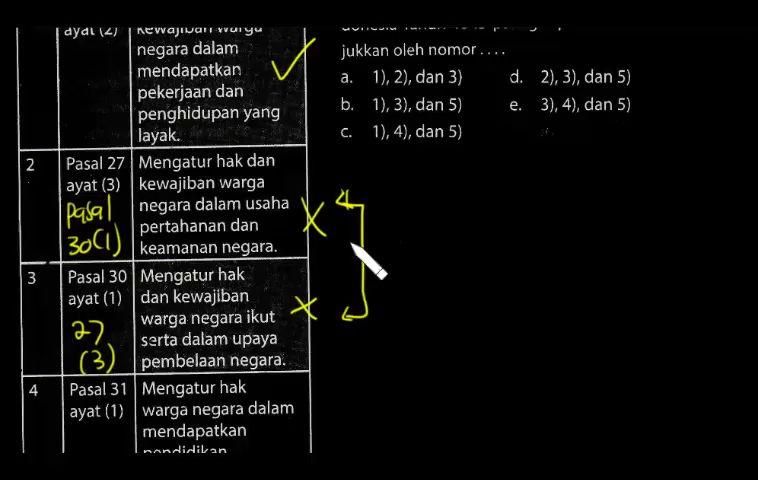 ayat (2) kewajiban warga
negara dalam
mendapatkan
pekerjaan dan
penghidupan yang
layak.
2 Pasal 27 Mengatur hak dan
ayat (3) kewajiban warga
Pasal negara dalam usaha
30(1) pertahanan dan
keamanan negara.
3 Pasal 30 Mengatur hak
ayat (1) dan kewajiban
27 warga negara ikut
(3) serta dalam upaya
pembelaan negara.
4 Pasal 31 Mengatur hak
ayat (1) warga negara dalam
mendapatkan
pendidikan
jukkan oleh nomor . . . .
a. 1), 2), dan 3) d. 2), 3), dan 5)
b. 1), 3), dan 5) e. 3), 4), dan 5)
c. 1), 4), dan 5)